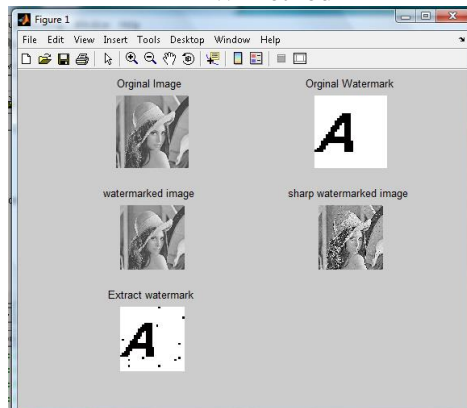 Figure 1
File Edit View Insert Tools Desktop Window Help
Orginal Image
Orginal Watermark
A
watermarked image
sharp watermarked image
Extract watermark
A